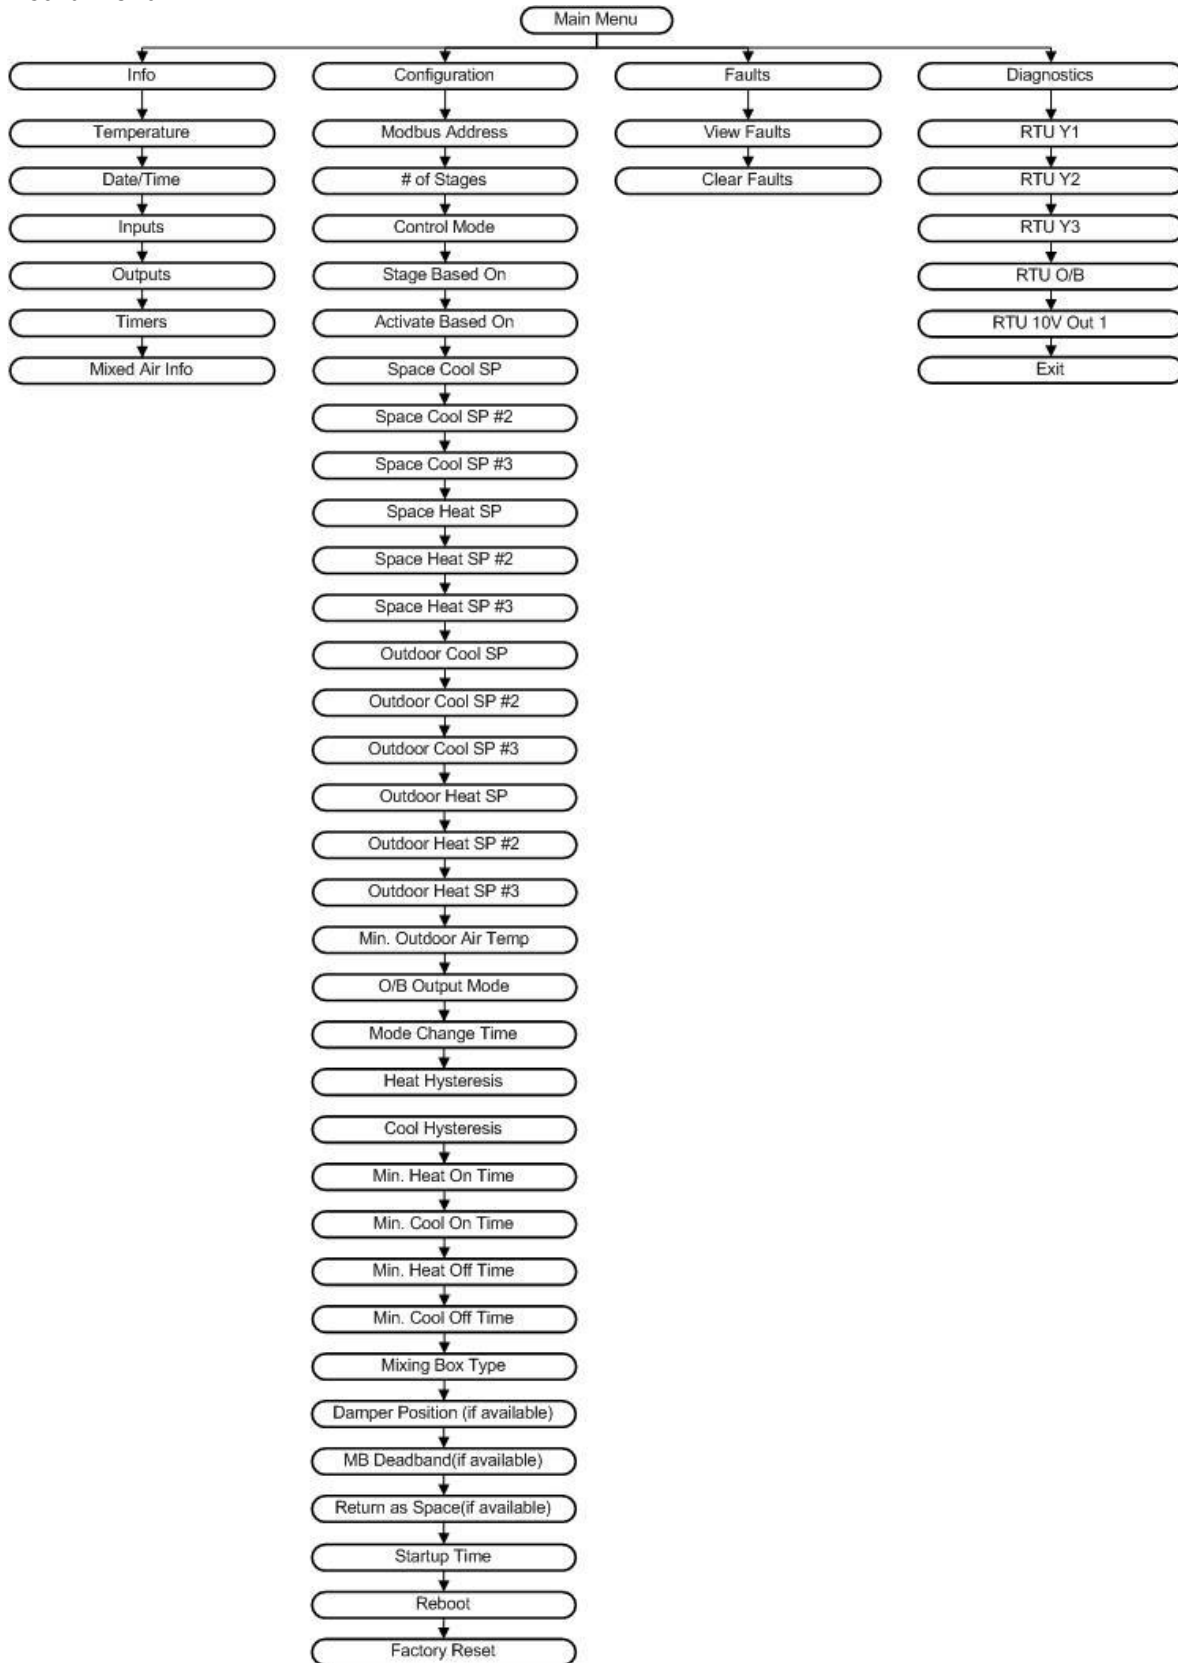 Main Menu
Info
Configuration
Faults
Diagnostics
Temperature
Modbus Address
View Faults
RTU Y1
Date/Time
# of Stages
Clear Faults
RTU Y2
Inputs
Control Mode
RTU Y3
Outputs
Stage Based On
RTU O/B
Timers
Activate Based On
RTU 10V Out 1
Mixed Air Info
Space Cool SP
Exit
Space Cool SP #2
Space Cool SP #3
Space Heat SP
Space Heat SP #2
Space Heat SP #3
Outdoor Cool SP
Outdoor Cool SP #2
Outdoor Cool SP #3
Outdoor Heat SP
Outdoor Heat SP #2
Outdoor Heat SP #3
Min. Outdoor Air Temp
O/B Output Mode
Mode Change Time
Heat Hysteresis
Cool Hysteresis
Min. Heat On Time
Min. Cool On Time
Min. Heat Off Time
Min. Cool Off Time
Mixing Box Type
Damper Position (if available)
MB Deadband(if available)
Return as Space(if available)
Startup Time
Reboot
Factory Reset